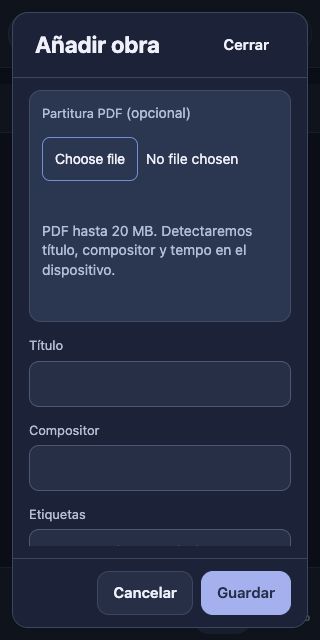 Añadir obra
Cerrar
Partitura PDF (opcional)
Choose file
No file chosen
PDF hasta 20 MB. Detectaremos
título, compositor y tempo en el
dispositivo.
Título
Compositor
Etiquetas
Cancelar
Guardar